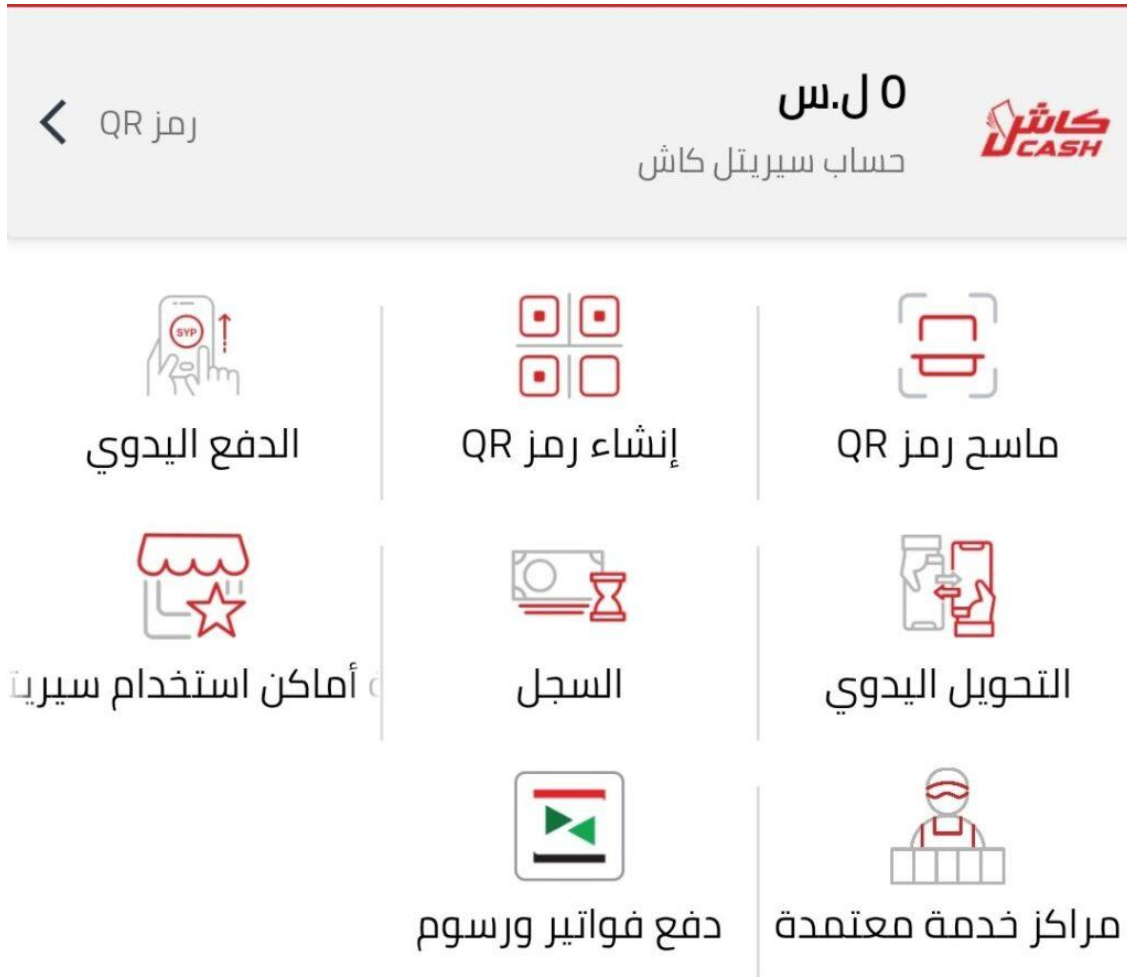 0 ل.س
حساب سيريتل كاش
رمز QR
كاش
CASH
ماسح رمز QR
إنشاء رمز QR
الدفع اليدوي
SYP
التحويل اليدوي
السجل
أماكن استخدام
مراكز خدمة معتمدة
دفع فواتير ورسوم